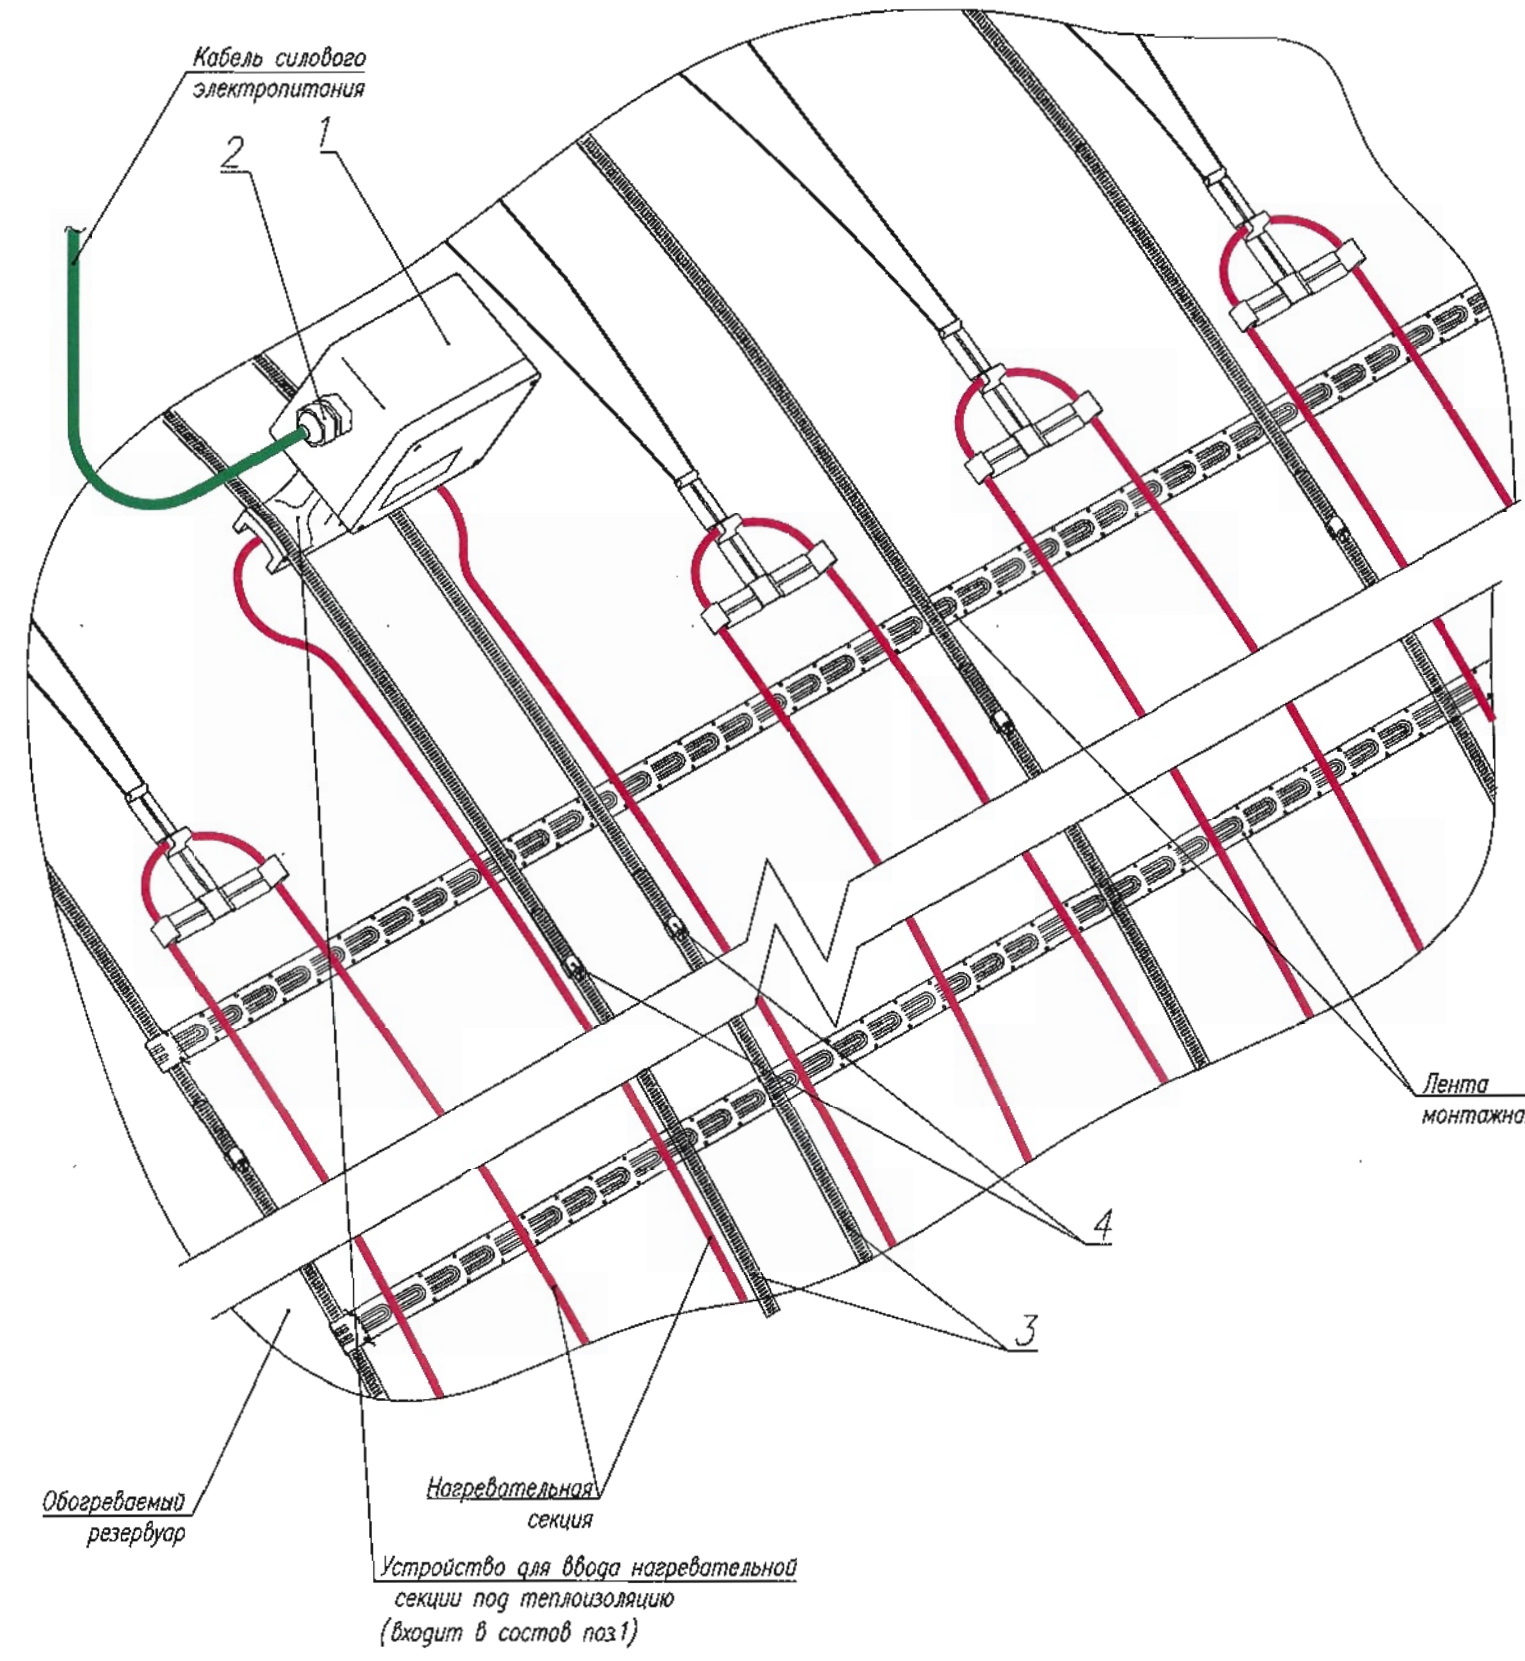 Кабель силового
электропитания
1
2
Лента
монтажна
4
3
Нагревательная
секция
Обогреваемый
резервуар
Устройство для ввода нагревательной
секции под теплоизоляцию
(входит в состав поз.1)